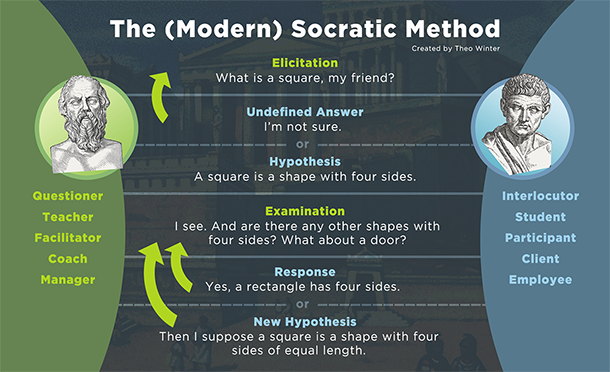 The (Modern) Socratic Method
Created by Theo Winter
Elicitation
What is a square, my friend?
Undefined Answer
I'm not sure.
or
Hypothesis
A square is a shape with four sides.
Examination
I see. And are there any other shapes with
four sides? What about a door?
Response
Yes, a rectangle has four sides.
or
New Hypothesis
Then I suppose a square is a shape with four
sides of equal length.
Questioner
Teacher
Facilitator
Coach
Manager
Interlocutor
Student
Participant
Client
Employee